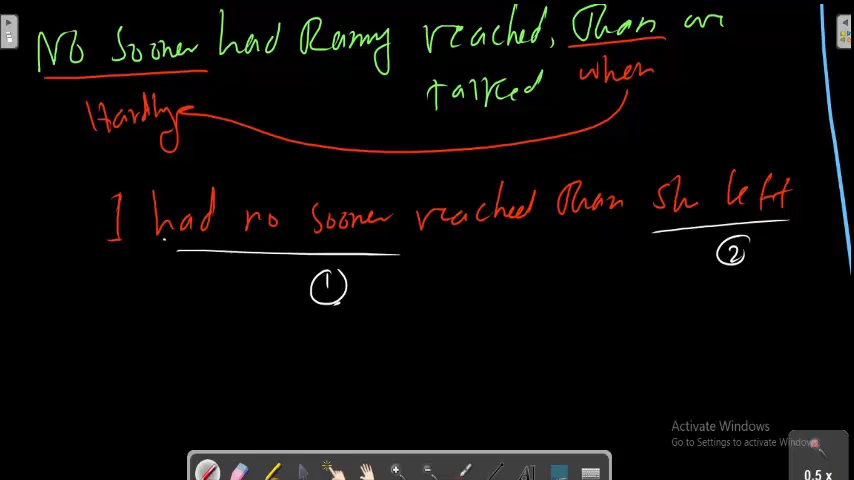 No sooner had Ramy reached, Than we
talked when
Hardly
I had no sooner reached Than sh left
1 2
Activate Windows
Go to Settings to activate Windows
0.5 x